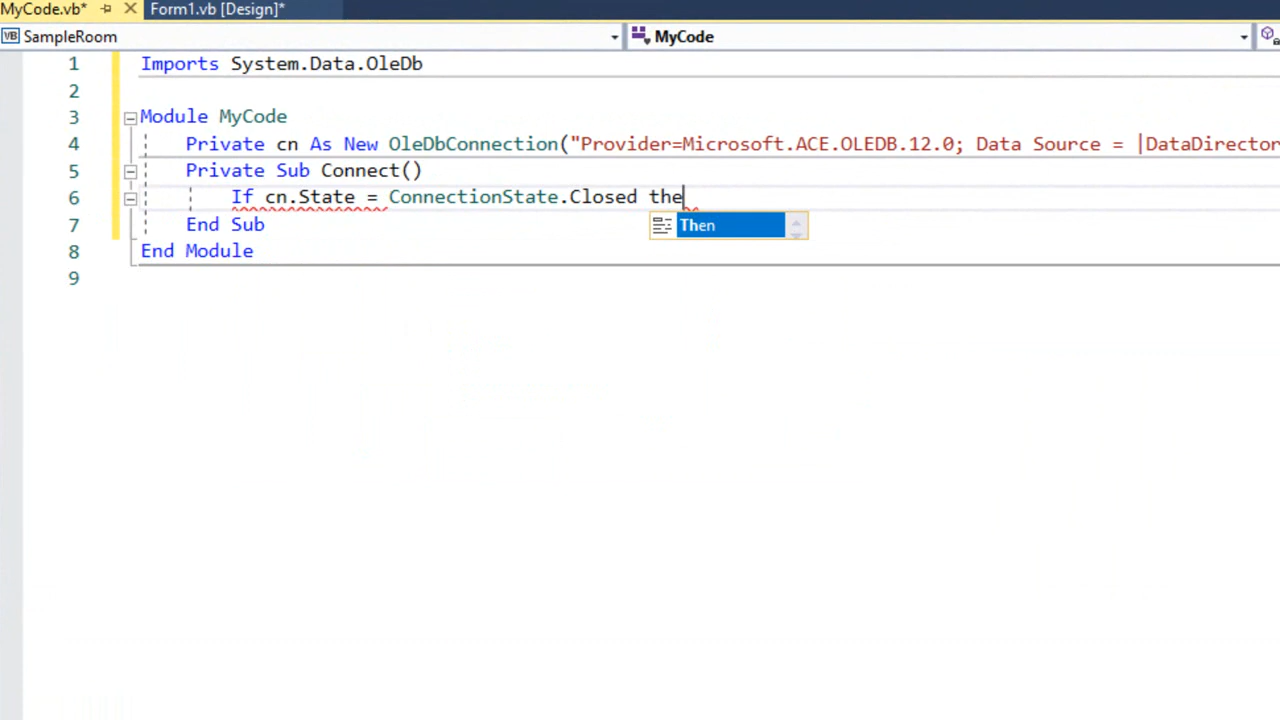 MyCode.vb* Form1.vb [Design]*
VB SampleRoom MyCode
1 Imports System.Data.OleDb
2
3 Module MyCode
4 Private cn As New OleDbConnection("Provider=Microsoft.ACE.OLEDB.12.0; Data Source = |DataDirector
5 Private Sub Connect()
6 If cn.State = ConnectionState.Closed the
Then
7 End Sub
8 End Module
9